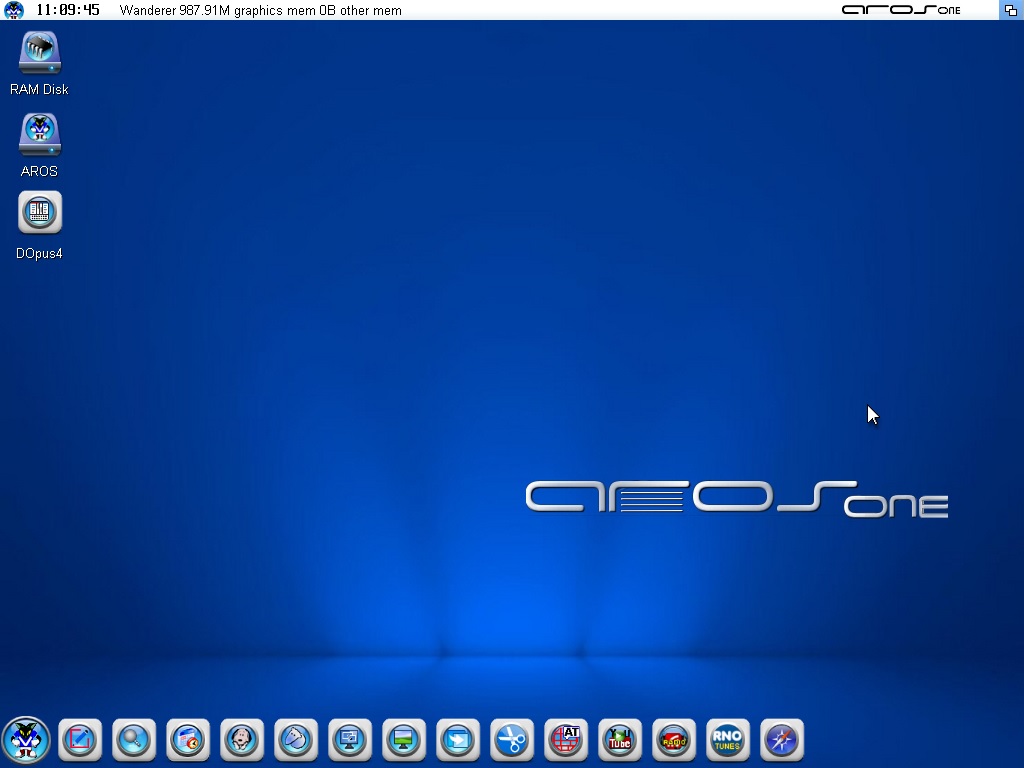 11:09:45 Wanderer 987.91M graphics mem 0B other mem AROS ONE
RAM Disk
AROS
DOpus4
AROS ONE
AT
You Tube
RADIO
RNO TUNES